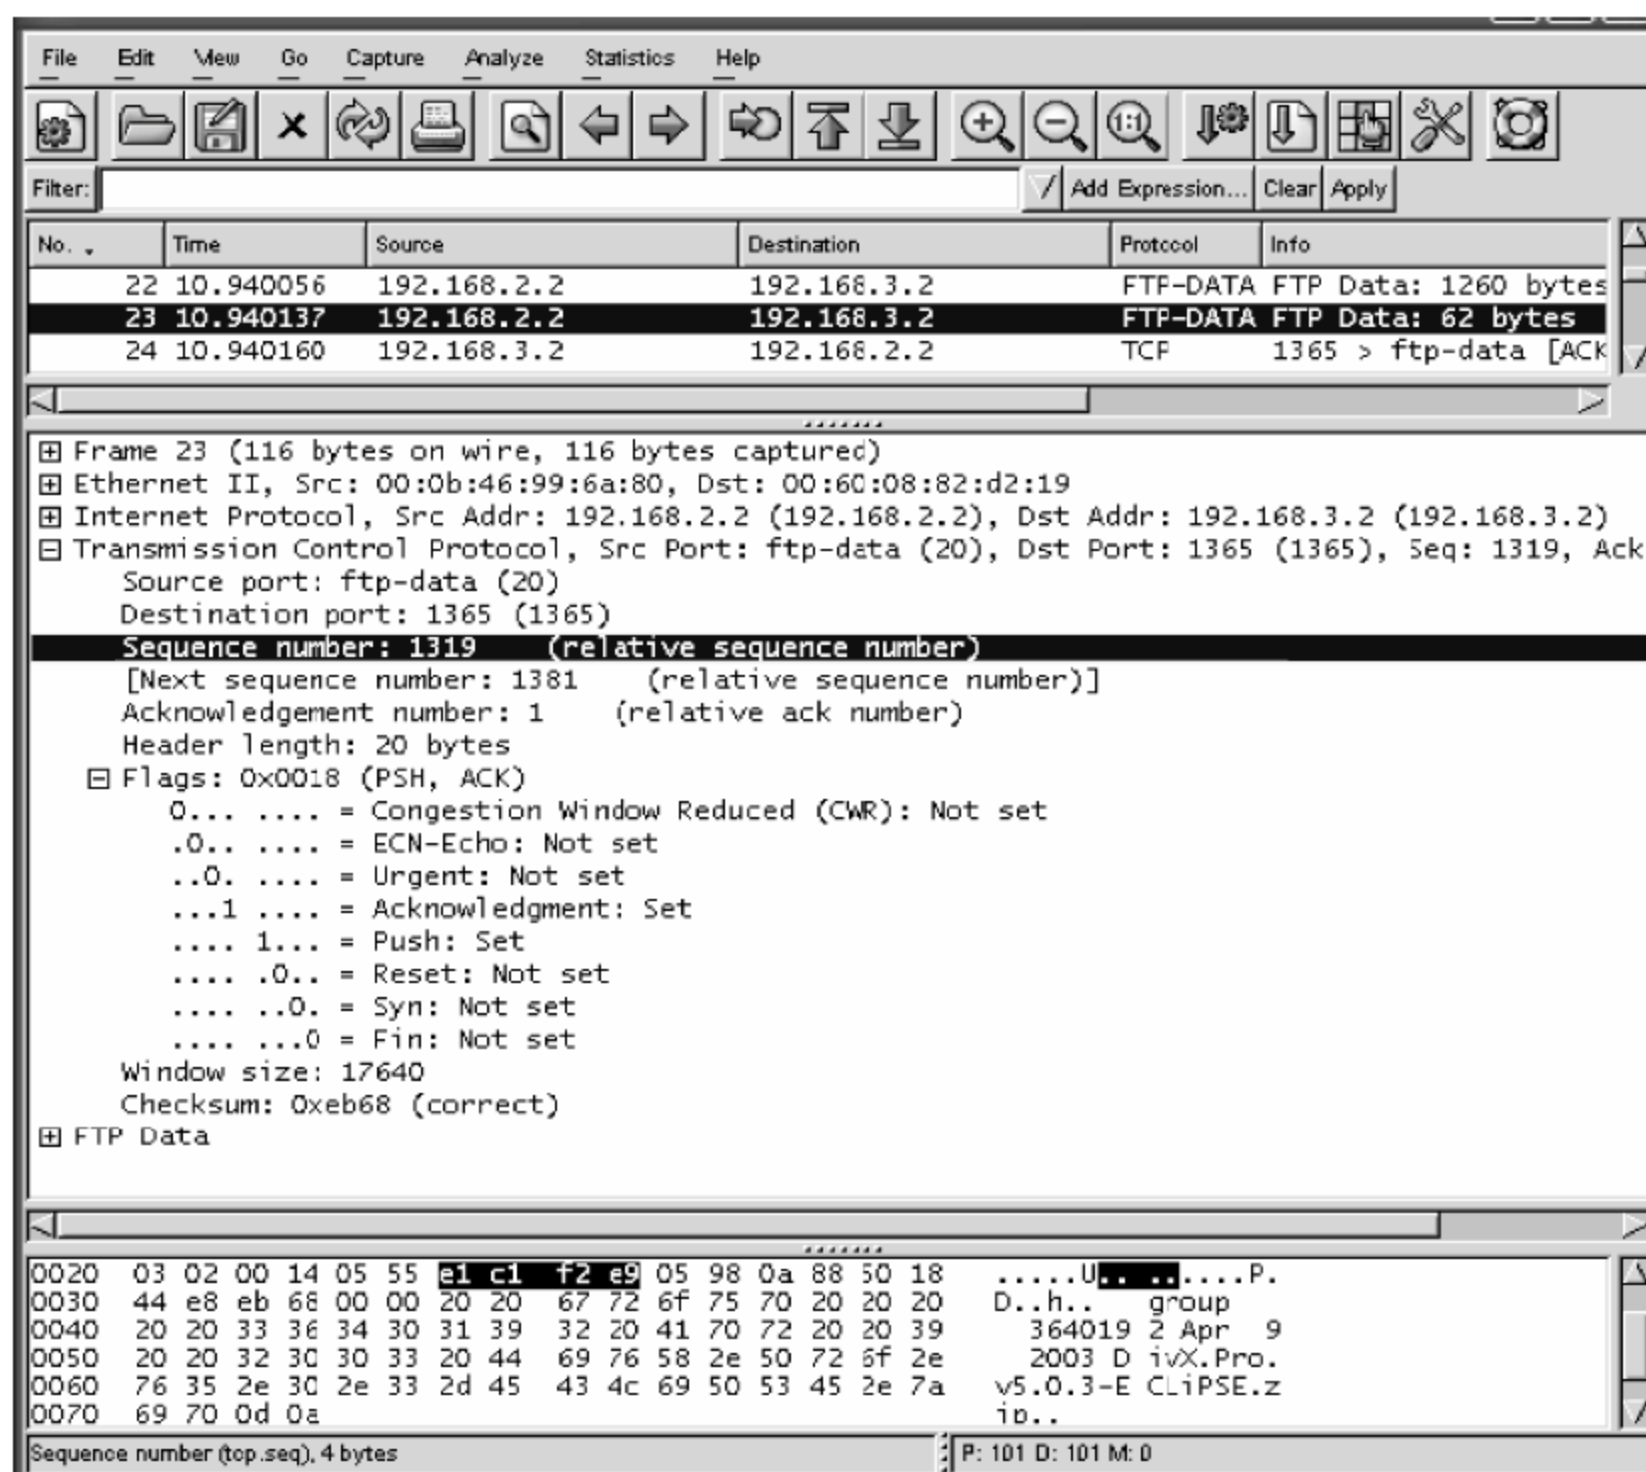 File Edit View Go Capture Analyze Statistics Help
1:1
Filter: Add Expression... Clear Apply
No. Time Source Destination Protocol Info
22 10.940056 192.168.2.2 192.168.3.2 FTP-DATA FTP Data: 1260 bytes
23 10.940137 192.168.2.2 192.168.3.2 FTP-DATA FTP Data: 62 bytes
24 10.940160 192.168.3.2 192.168.2.2 TCP 1365 > ftp-data [ACK
Frame 23 (116 bytes on wire, 116 bytes captured)
Ethernet II, Src: 00:0b:46:99:6a:80, Dst: 00:60:08:82:d2:19
Internet Protocol, Src Addr: 192.168.2.2 (192.168.2.2), Dst Addr: 192.168.3.2 (192.168.3.2)
Transmission Control Protocol, Src Port: ftp-data (20), Dst Port: 1365 (1365), Seq: 1319, Ack
Source port: ftp-data (20)
Destination port: 1365 (1365)
Sequence number: 1319 (relative sequence number)
[Next sequence number: 1381 (relative sequence number)]
Acknowledgement number: 1 (relative ack number)
Header length: 20 bytes
Flags: 0x0018 (PSH, ACK)
0... .... = Congestion Window Reduced (CWR): Not set
.0.. .... = ECN-Echo: Not set
..0. .... = Urgent: Not set
...1 .... = Acknowledgment: Set
.... 1... = Push: Set
.... .0.. = Reset: Not set
.... ..0. = Syn: Not set
.... ...0 = Fin: Not set
Window size: 17640
Checksum: 0xeb68 (correct)
FTP Data
0020 03 02 00 14 05 55 e1 c1 f2 e9 05 98 0a 88 50 18 .....U.. ......P.
0030 44 e8 eb 68 00 00 20 20 67 72 6f 75 70 20 20 20 D..h.. group
0040 20 20 33 36 34 30 31 39 32 20 41 70 72 20 20 39 364019 2 Apr 9
0050 20 20 32 30 30 33 20 44 69 76 58 2e 50 72 6f 2e 2003 D ivX.Pro.
0060 76 35 2e 30 2e 33 2d 45 43 4c 69 50 53 45 2e 7a v5.0.3-E CLiPSE.z
0070 69 70 0d 0a ip..
Sequence number (tcp.seq), 4 bytes P: 101 D: 101 M: 0